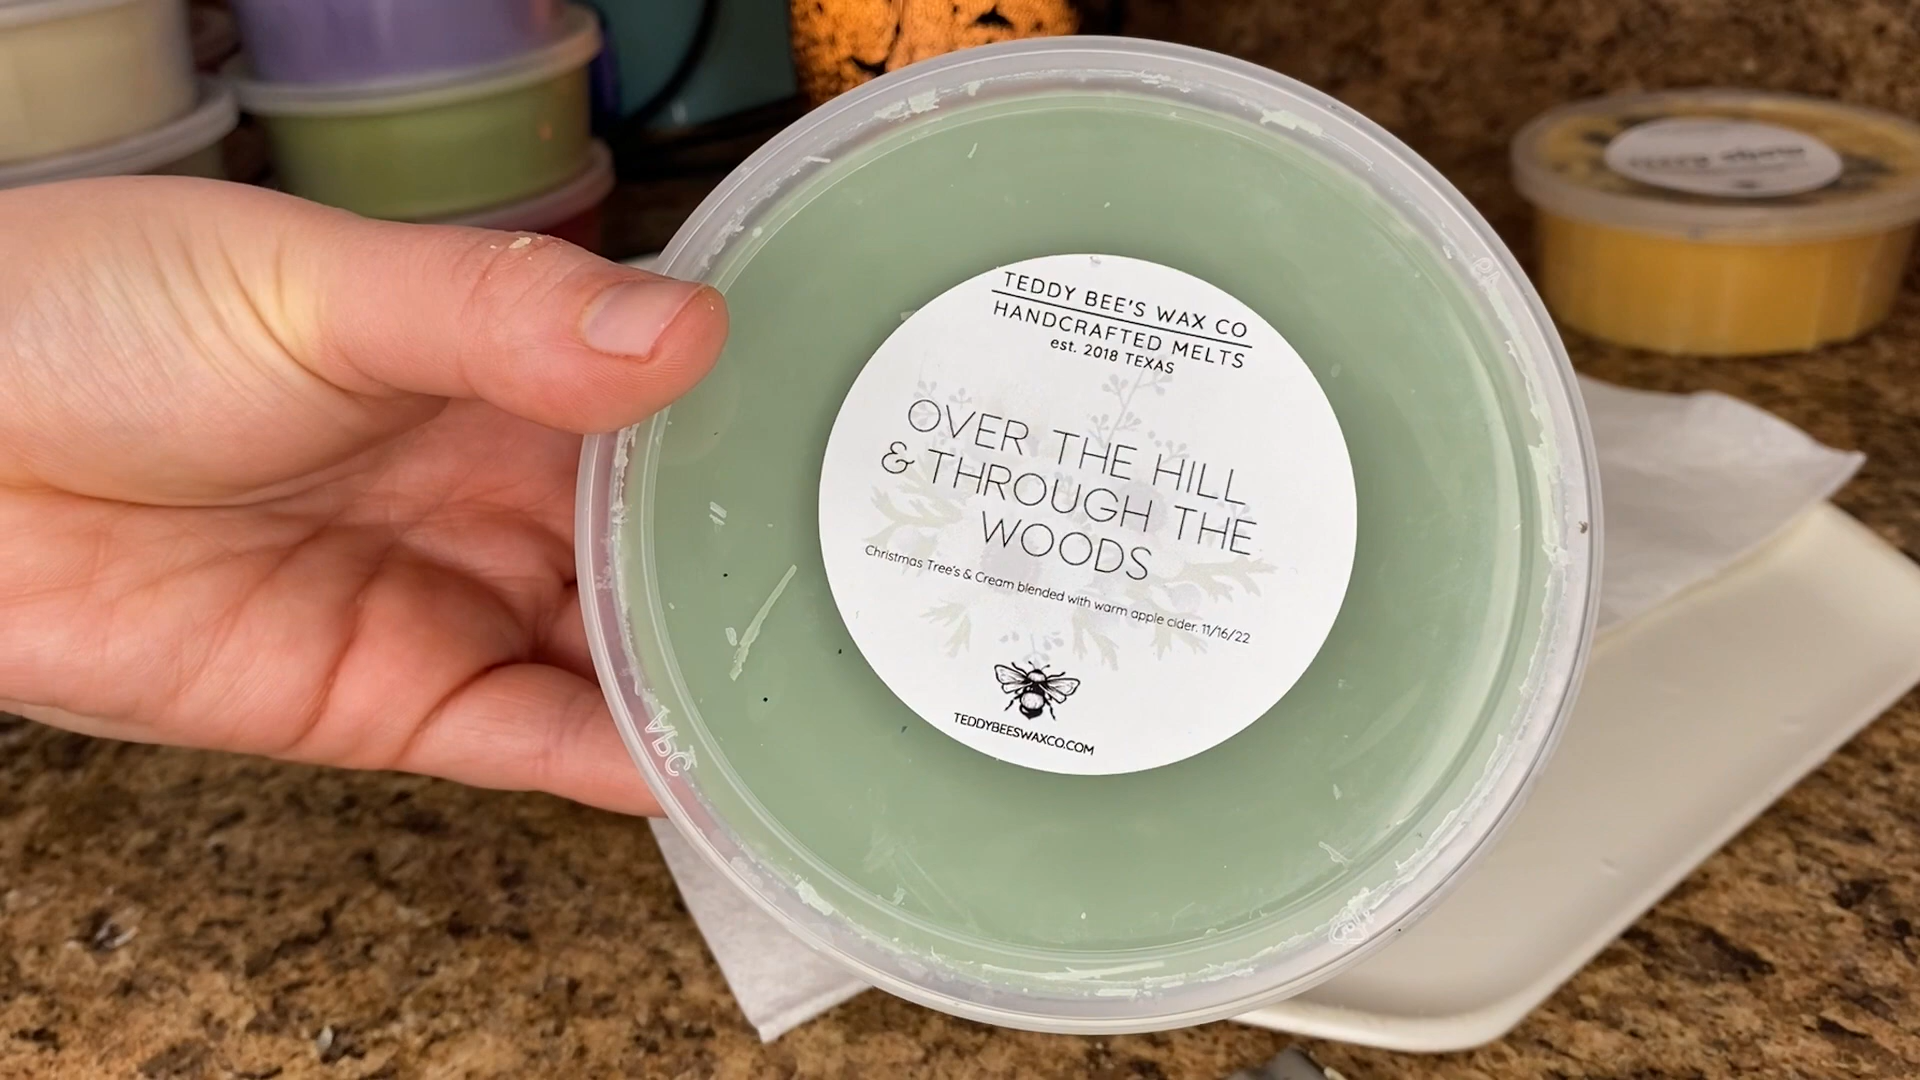 TEDDY BEE'S WAX CO
HANDCRAFTED MELTS
est. 2018 TEXAS
OVER THE HILL
& THROUGH THE
WOODS
Christmas Tree's & Cream blended with warm apple cider. 11/16/22
TEDDYBEESWAXCO.COM